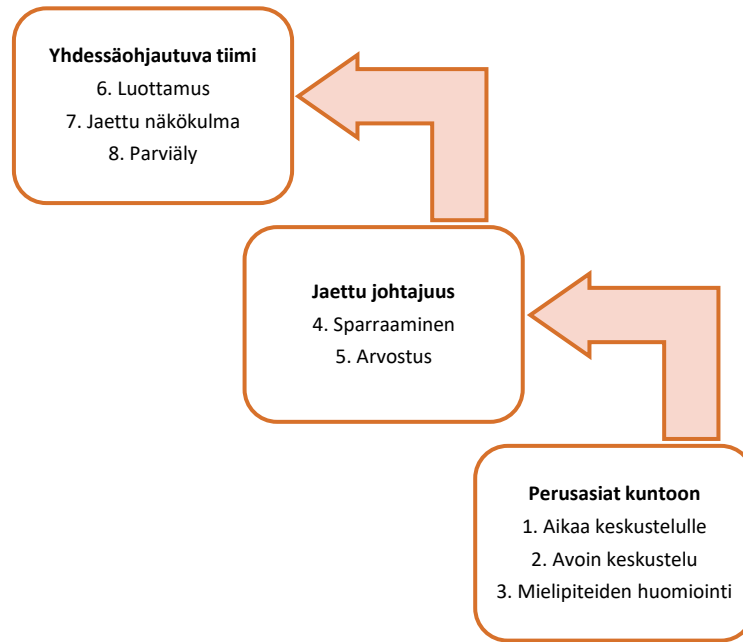 Yhdessäohjautuva tiimi
6. Luottamus
7. Jaettu näkökulma
8. Parviäly
Jaettu johtajuus
4. Sparraaminen
5. Arvostus
Perusasiat kuntoon
1. Aikaa keskustelulle
2. Avoin keskustelu
3. Mielipiteiden huomiointi